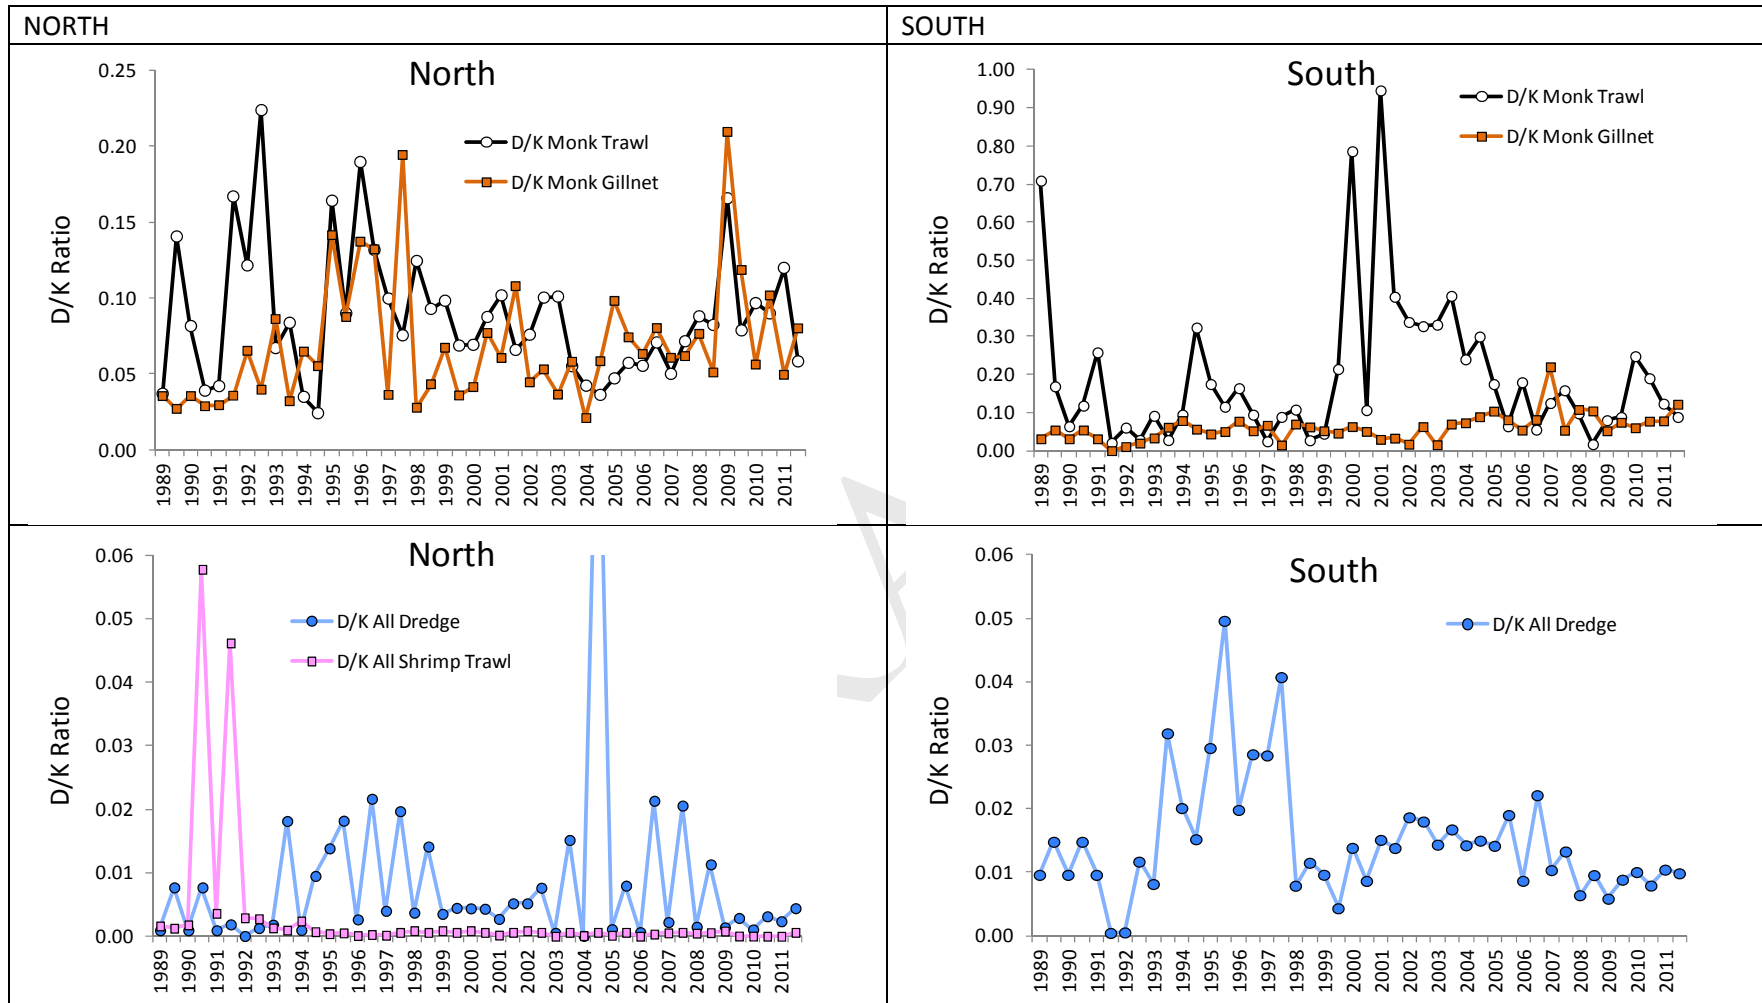 NORTH
SOUTH
North
0.25
0.20
0.15
0.10
0.05
0.00
D/K Ratio
D/K Monk Trawl
D/K Monk Gillnet
1989 1990 1991 1992 1993 1994 1995 1996 1997 1998 1999 2000 2001 2002 2003 2004 2005 2006 2007 2008 2009 2010 2011
South
1.00
0.90
0.80
0.70
0.60
0.50
0.40
0.30
0.20
0.10
0.00
D/K Ratio
D/K Monk Trawl
D/K Monk Gillnet
1989 1990 1991 1992 1993 1994 1995 1996 1997 1998 1999 2000 2001 2002 2003 2004 2005 2006 2007 2008 2009 2010 2011
North
0.06
0.05
0.04
0.03
0.02
0.01
0.00
D/K Ratio
D/K All Dredge
D/K All Shrimp Trawl
1989 1990 1991 1992 1993 1994 1995 1996 1997 1998 1999 2000 2001 2002 2003 2004 2005 2006 2007 2008 2009 2010 2011
South
0.06
0.05
0.04
0.03
0.02
0.01
0.00
D/K Ratio
D/K All Dredge
1989 1990 1991 1992 1993 1994 1995 1996 1997 1998 1999 2000 2001 2002 2003 2004 2005 2006 2007 2008 2009 2010 2011